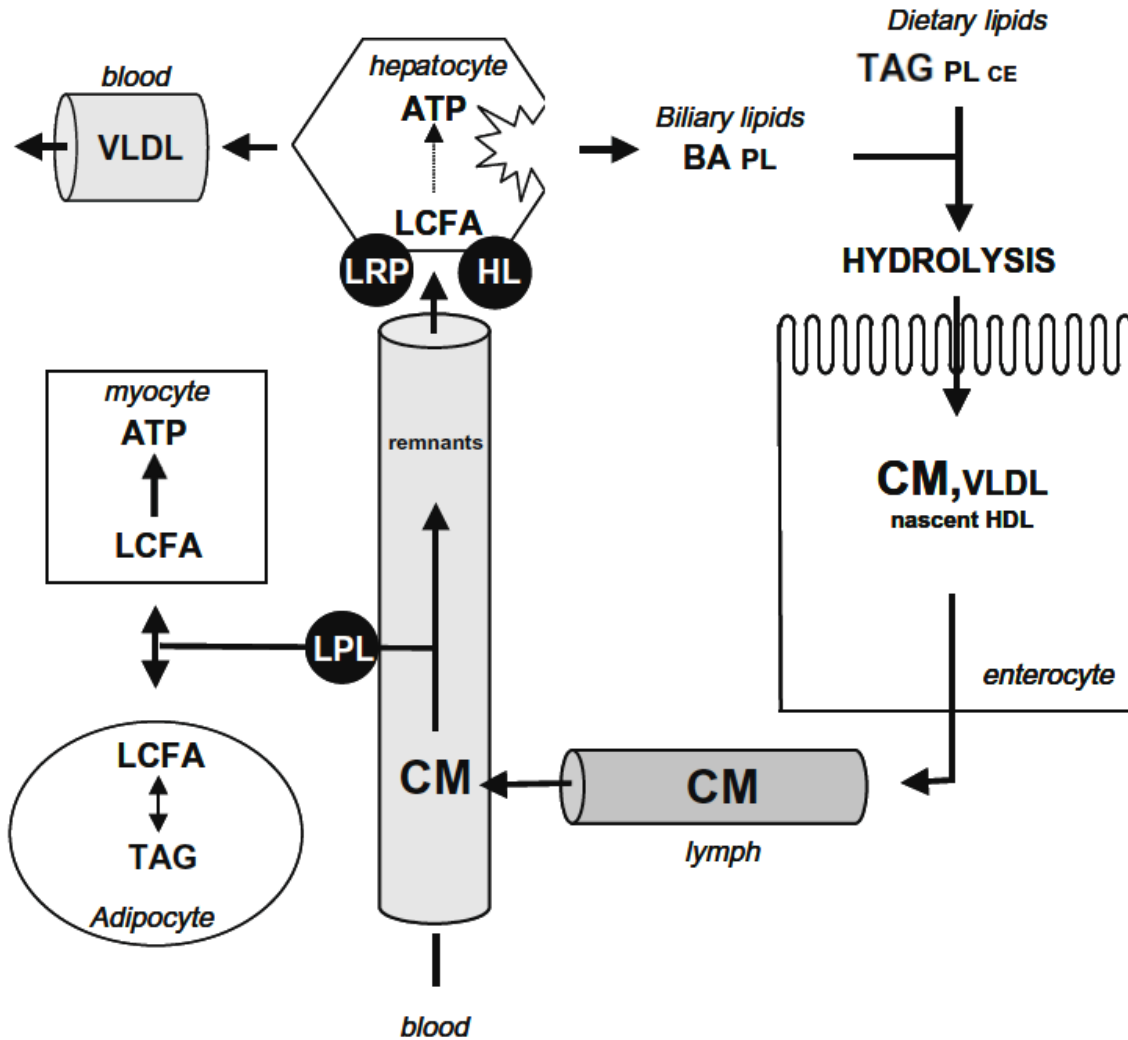 Dietary lipids
TAG PL CE
blood
VLDL
hepatocyte
ATP
LCFA
LRP
HL
Biliary lipids
BA PL
HYDROLYSIS
myocyte
ATP
LCFA
remnants
CM,VLDL
nascent HDL
enterocyte
LPL
LCFA
TAG
Adipocyte
CM
CM
lymph
blood